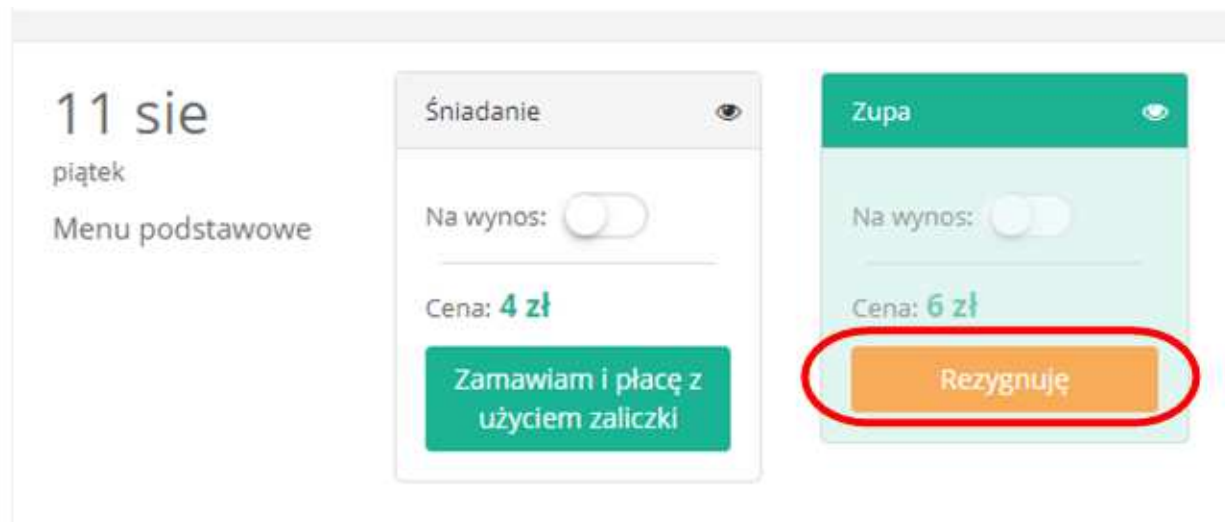 11 sie
piątek
Menu podstawowe
Śniadanie
Na wynos:
Cena: 4 zł
Zamawiam i płacę z
użyciem zaliczki
Zupa
Na wynos:
Cena: 6 zł
Rezygnuję